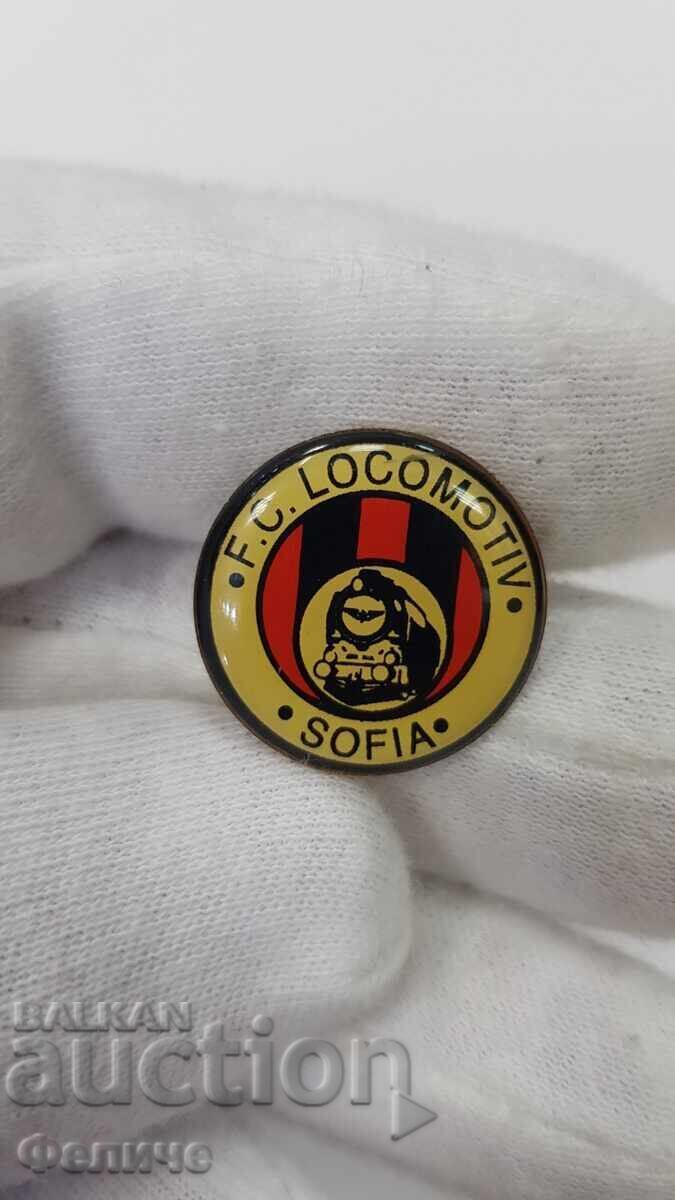 • F.C. LOCOMOTIV •
• SOFIA •
BALKAN
auction
Феличе